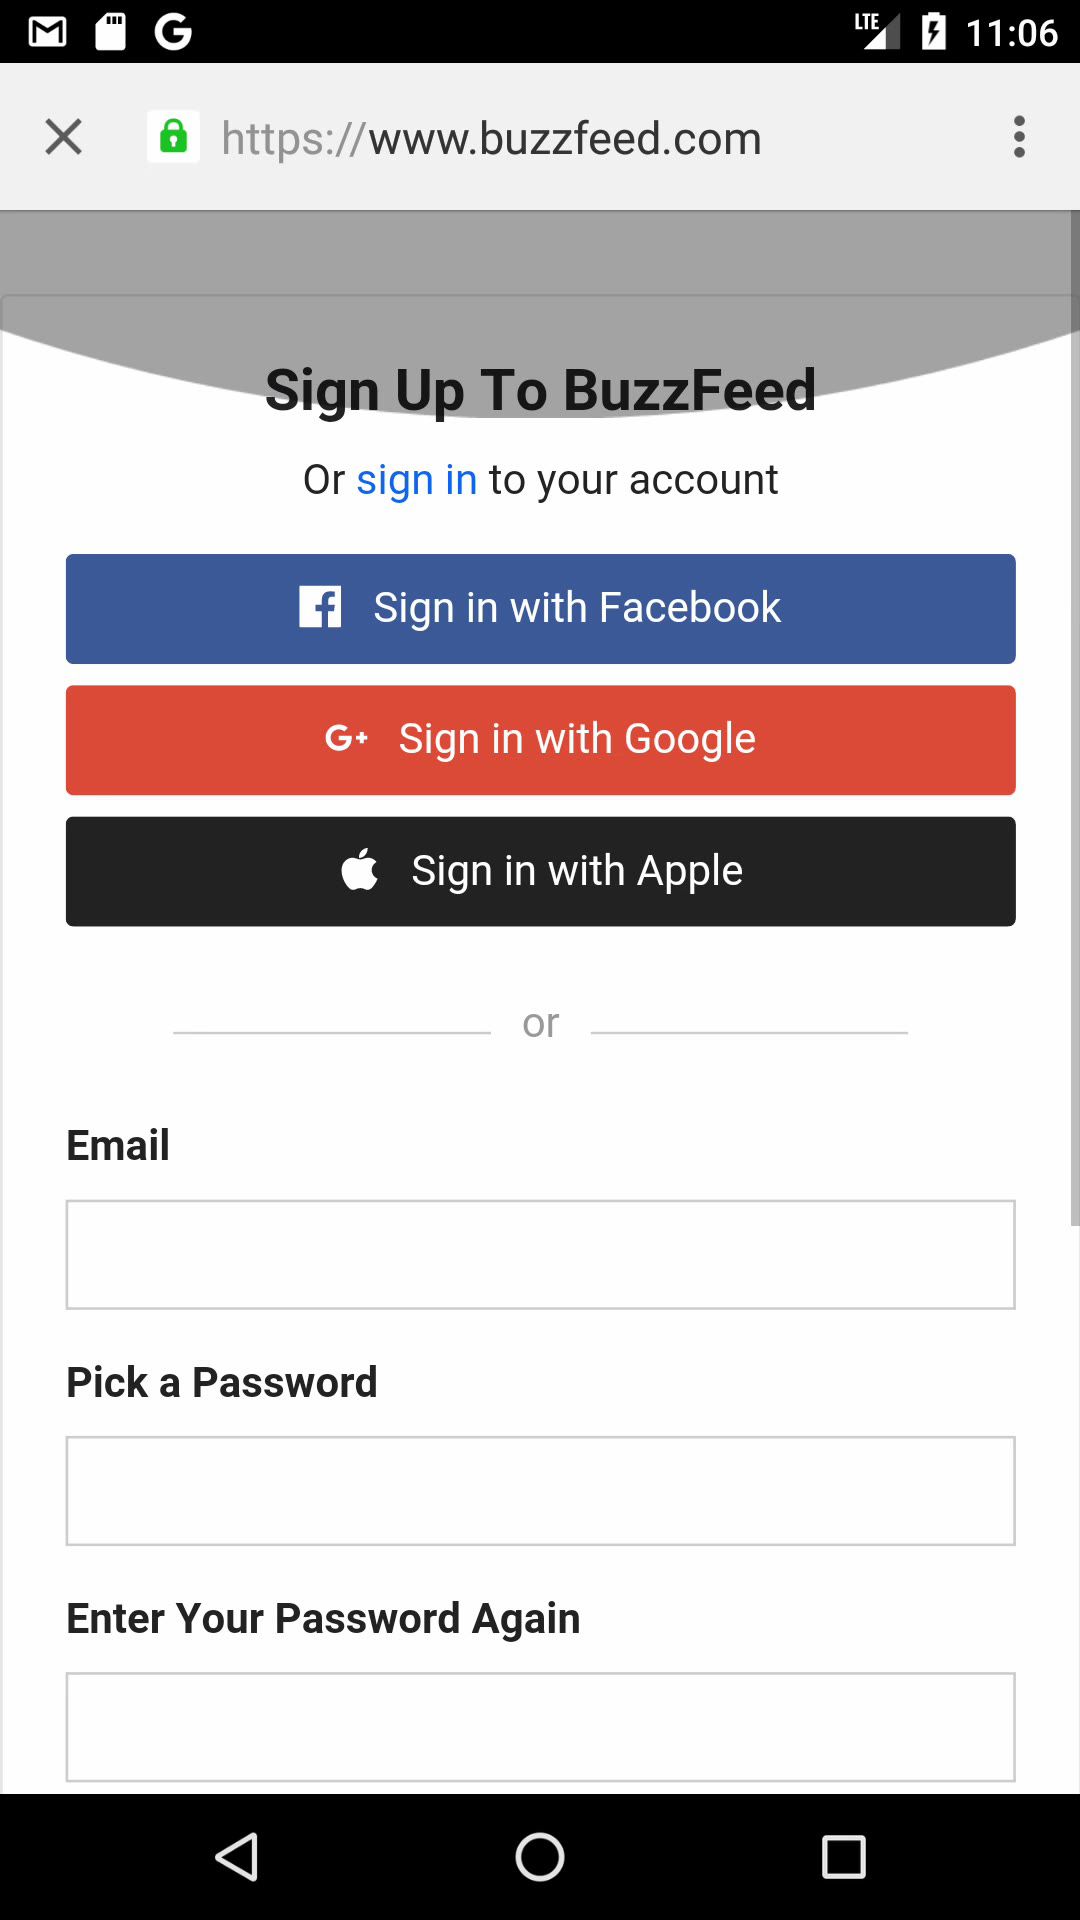 LTE 11:06
https://www.buzzfeed.com
Sign Up To BuzzFeed
Or sign in to your account
Sign in with Facebook
G+ Sign in with Google
Sign in with Apple
or
Email
Pick a Password
Enter Your Password Again